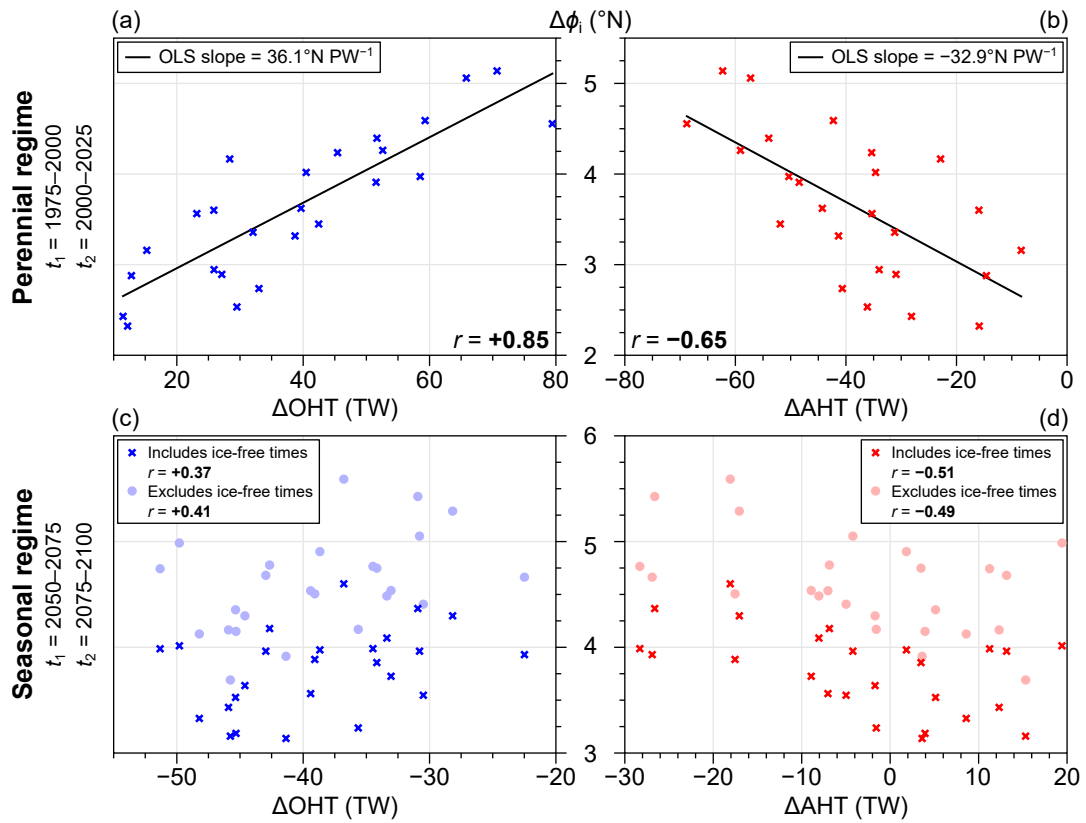 (a)
Δϕi (°N)
(b)
OLS slope = 36.1°N PW⁻¹
OLS slope = −32.9°N PW⁻¹
Perennial regime
t₁ = 1975–2000
t₂ = 2000–2025
5
4
3
2
r = +0.85
r = −0.65
20
40
60
80
−80
−60
−40
−20
0
ΔOHT (TW)
ΔAHT (TW)
(c)
(d)
Includes ice-free times
r = +0.37
Excludes ice-free times
r = +0.41
Includes ice-free times
r = −0.51
Excludes ice-free times
r = −0.49
Seasonal regime
t₁ = 2050–2075
t₂ = 2075–2100
6
5
4
3
−50
−40
−30
−20
−30
−20
−10
0
10
20
ΔOHT (TW)
ΔAHT (TW)